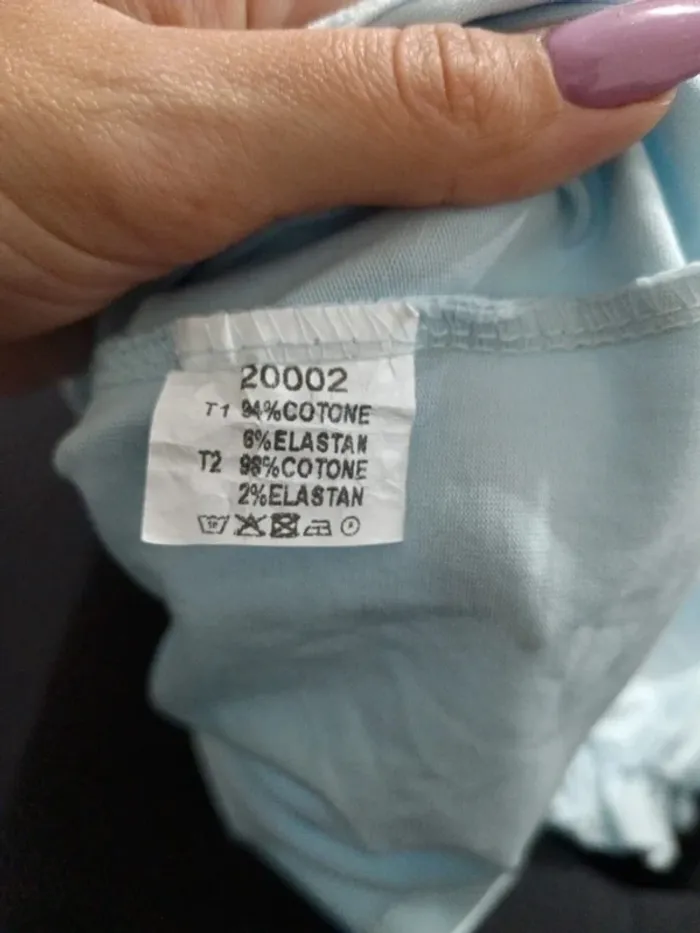 20002
T1 94%COTONE
6%ELASTAN
T2 98%COTONE
2%ELASTAN